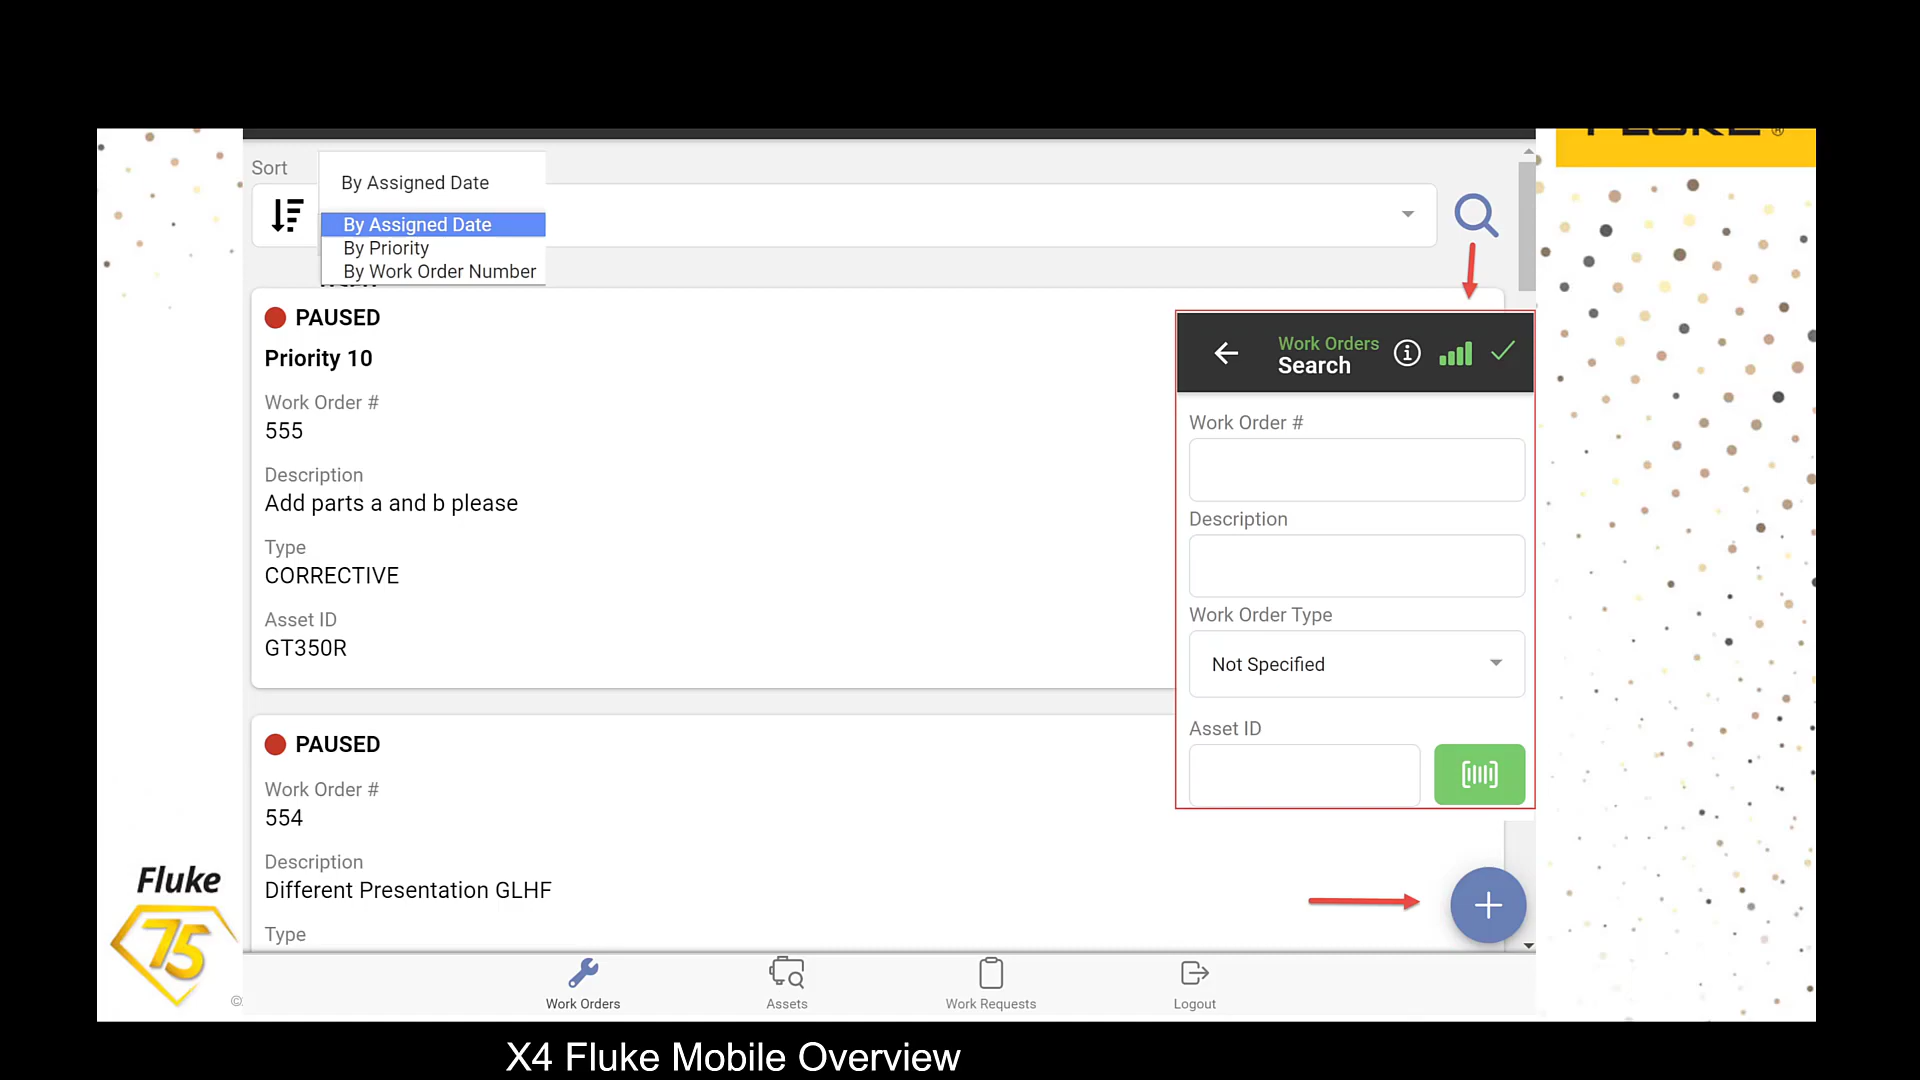 FLUKE®
Sort
By Assigned Date
By Assigned Date
By Priority
By Work Order Number
PAUSED
Priority 10
Work Order #
555
Description
Add parts a and b please
Type
CORRECTIVE
Asset ID
GT350R
Work Orders
Search
Work Order #
Description
Work Order Type
Not Specified
Asset ID
PAUSED
Work Order #
554
Description
Different Presentation GLHF
Type
Fluke
75
©
Work Orders
Assets
Work Requests
Logout
X4 Fluke Mobile Overview